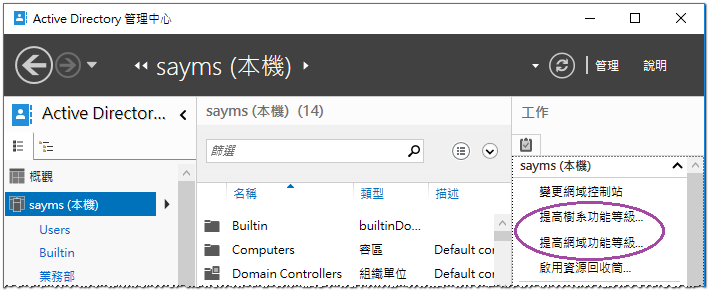 Active Directory 管理中心
sayms (本機)
管理
說明
Active Director...
概觀
sayms (本機)
Users
Builtin
業務部
sayms (本機) (14)
篩選
名稱 類型 描述
Builtin builtinDo...
Computers 容區 Default con
Domain Controllers 組織單位 Default con
工作
sayms (本機)
變更網域控制站
提高樹系功能等級...
提高網域功能等級...
啟用資源回收筒...